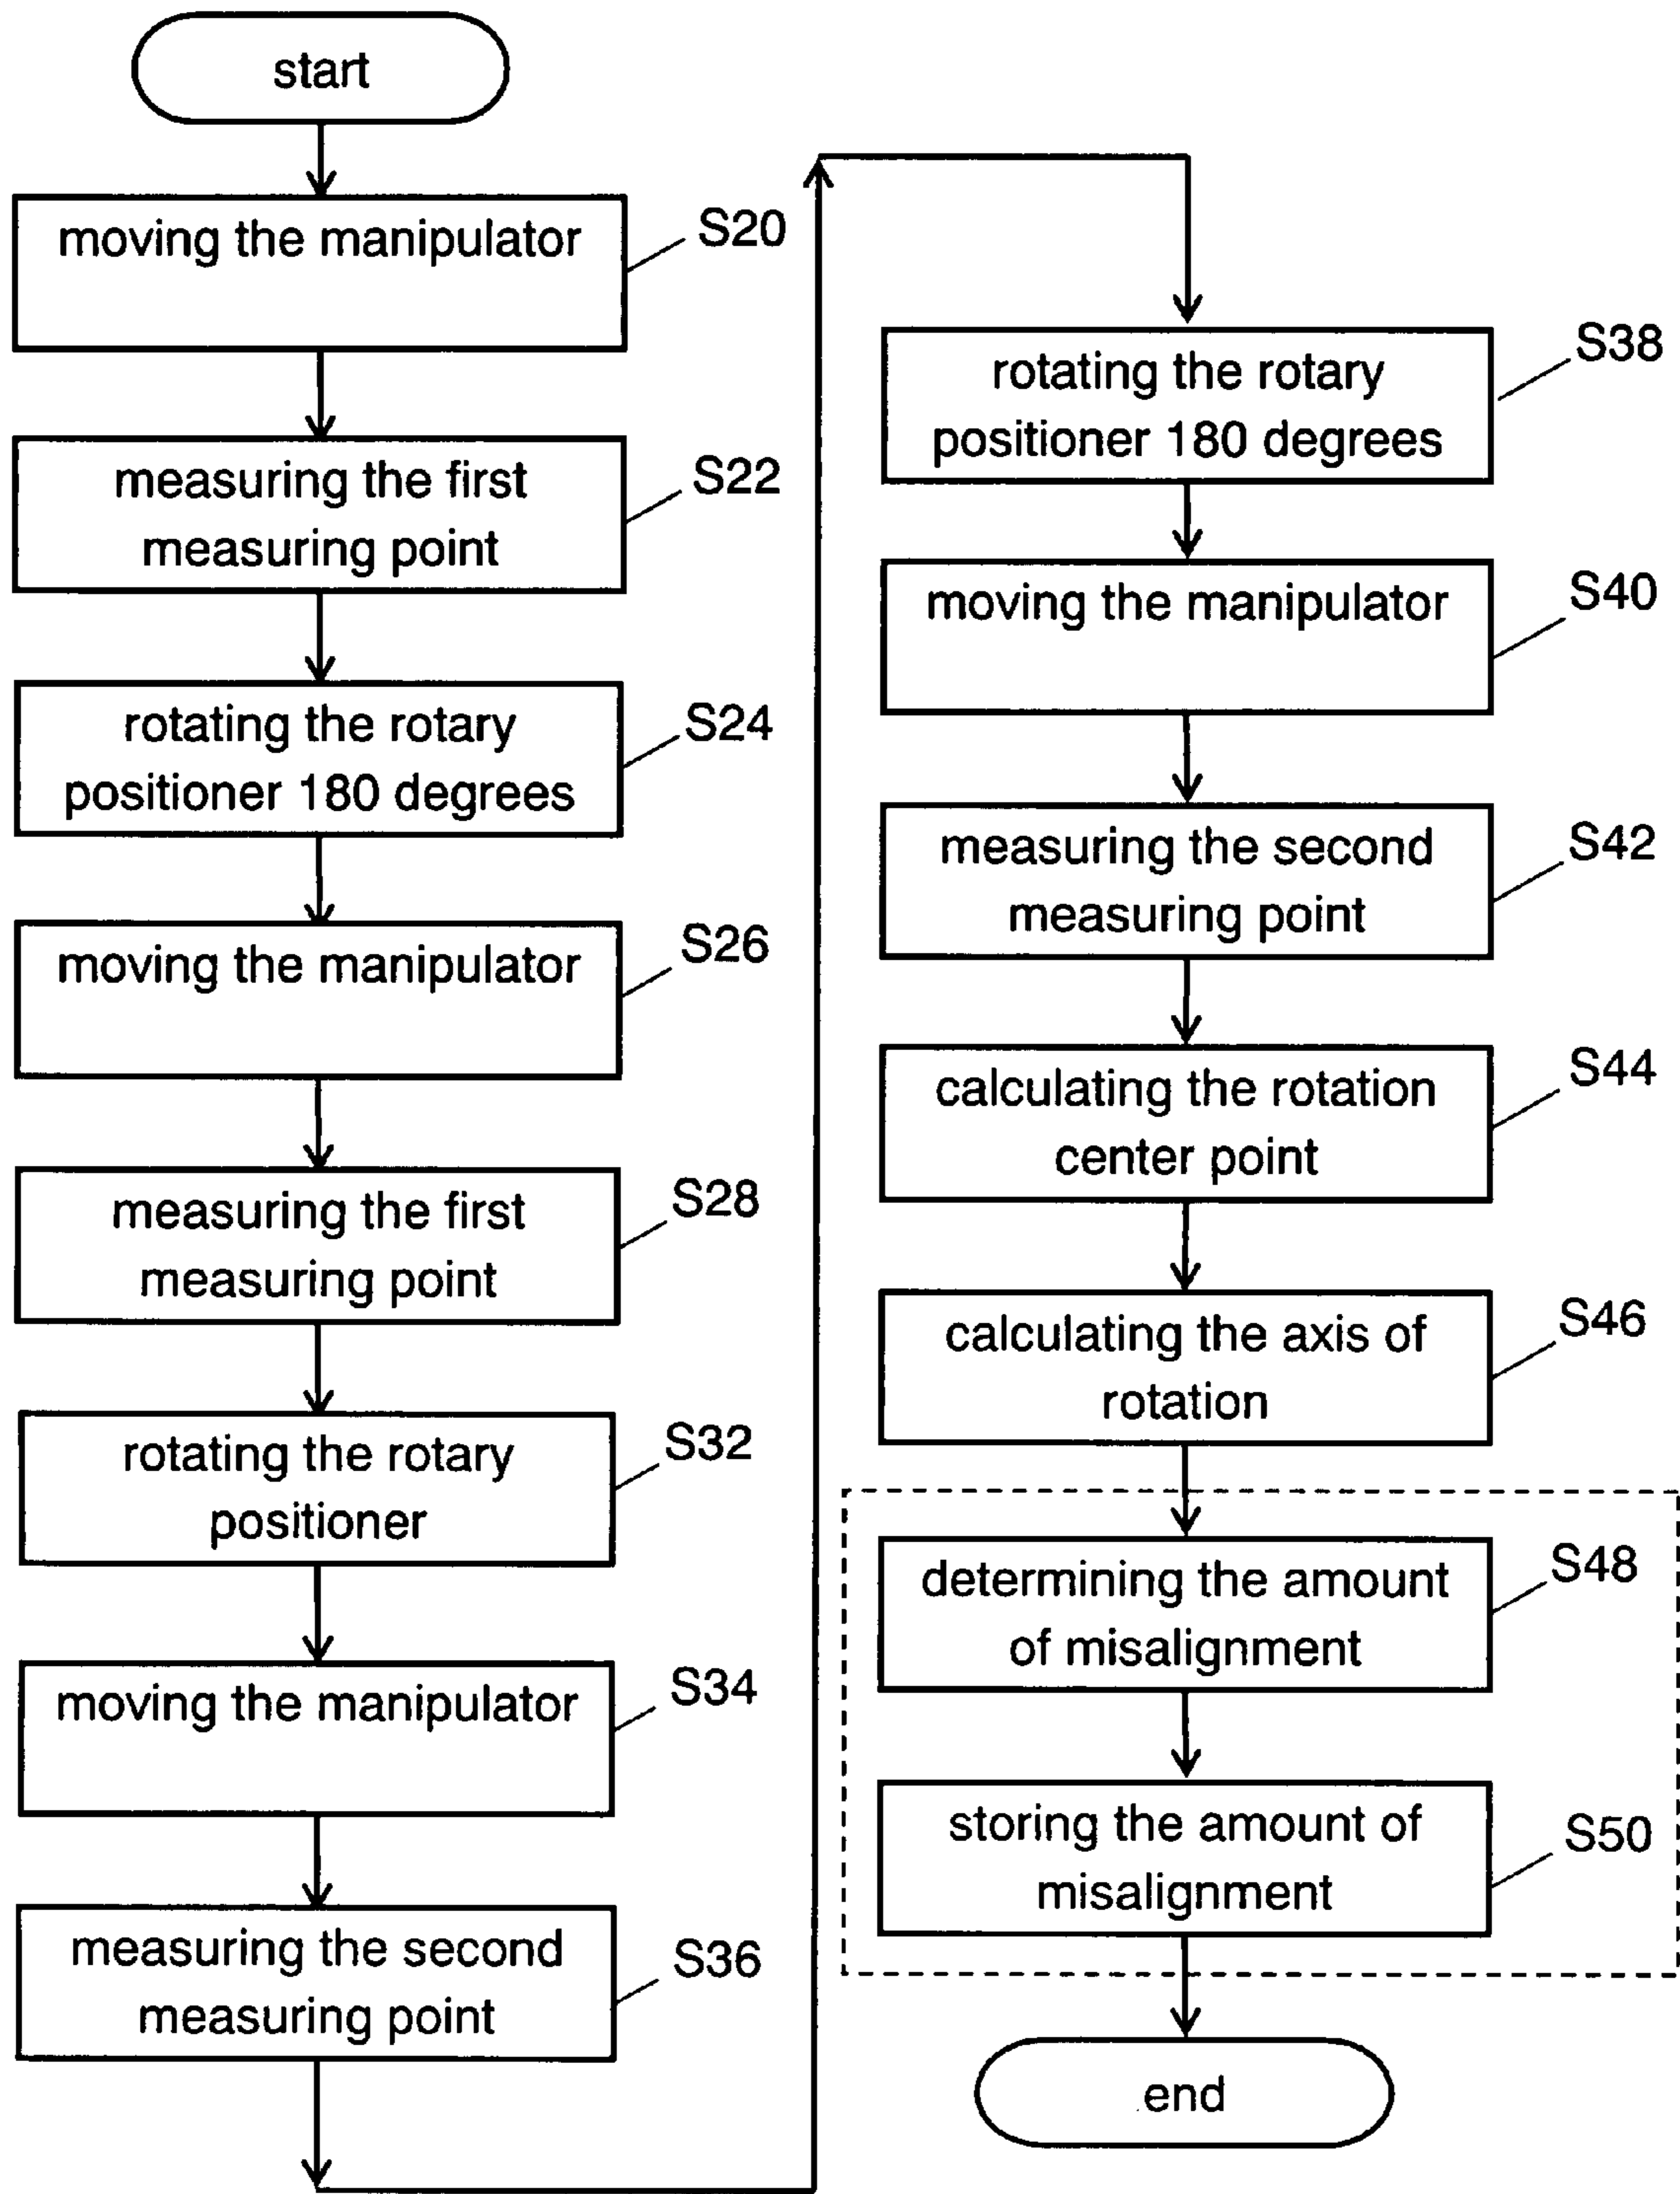 start
moving the manipulator
S20
measuring the first
measuring point
S22
rotating the rotary
positioner 180 degrees
S24
moving the manipulator
S26
measuring the first
measuring point
S28
rotating the rotary
positioner
S32
moving the manipulator
S34
measuring the second
measuring point
S36
rotating the rotary
positioner 180 degrees
S38
moving the manipulator
S40
measuring the second
measuring point
S42
calculating the rotation
center point
S44
calculating the axis of
rotation
S46
determining the amount
of misalignment
S48
storing the amount of
misalignment
S50
end